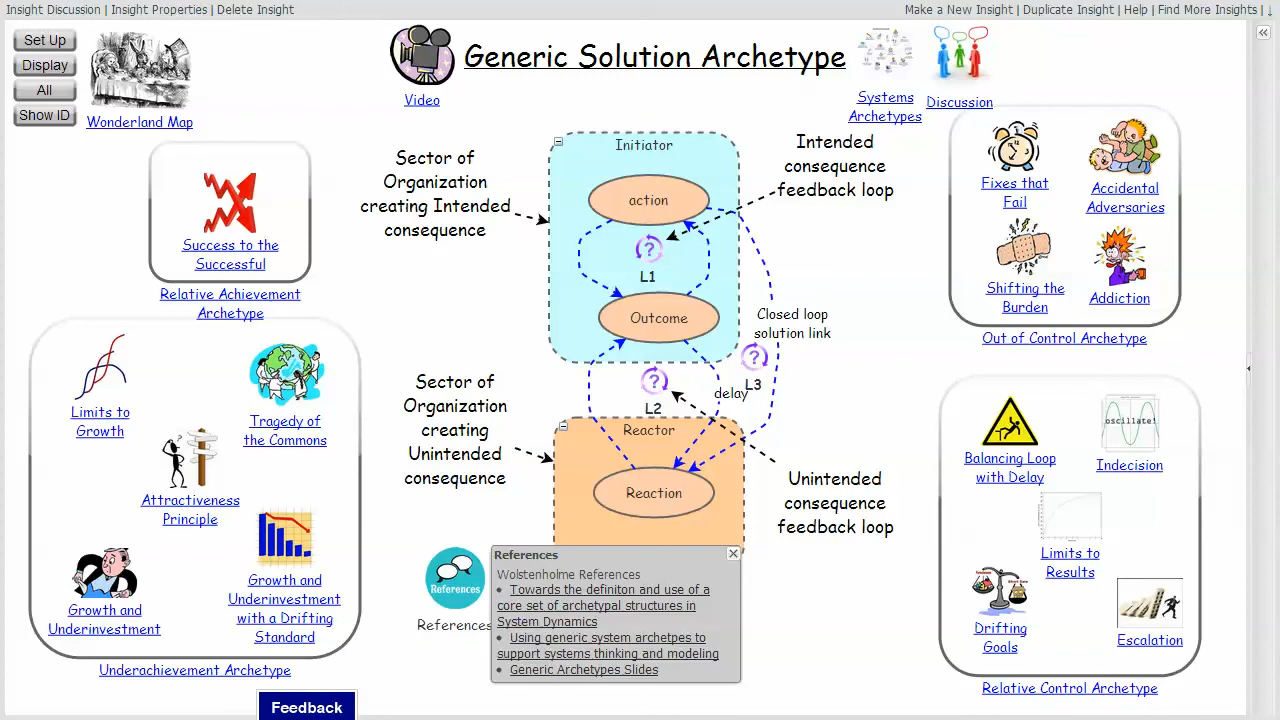 Insight Discussion | Insight Properties | Delete Insight
Make a New Insight | Duplicate Insight | Help | Find More Insights | ↓
Set Up
Display
All
Show ID
Wonderland Map
Video
Generic Solution Archetype
Systems
Archetypes
Discussion
Success to the
Successful
Relative Achievement
Archetype
Limits to
Growth
Tragedy of
the Commons
Attractiveness
Principle
Growth and
Underinvestment
Growth and
Underinvestment
with a Drifting
Standard
Underachievement Archetype
Feedback
Sector of
Organization
creating Intended
consequence
Initiator
action
?
L1
Outcome
Intended
consequence
feedback loop
Closed loop
solution link
?
L3
?
L2
delay
Sector of
Organization
creating
Unintended
consequence
Reactor
Reaction
Unintended
consequence
feedback loop
References
References
References
Wolstenholme References
• Towards the definiton and use of a
core set of archetypal structures in
System Dynamics
• Using generic system archetpes to
support systems thinking and modeling
• Generic Archetypes Slides
Fixes that
Fail
Accidental
Adversaries
Shifting the
Burden
Addiction
Out of Control Archetype
Balancing Loop
with Delay
oscillate!
Indecision
Limits to
Results
Drifting
Goals
Escalation
Relative Control Archetype